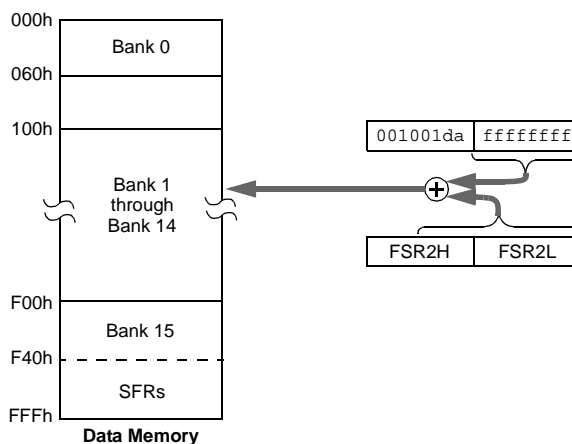 000h
Bank 0
060h
100h
001001da ffffffff
Bank 1
through
Bank 14
FSR2H FSR2L
F00h
Bank 15
F40h
SFRs
FFFh
Data Memory